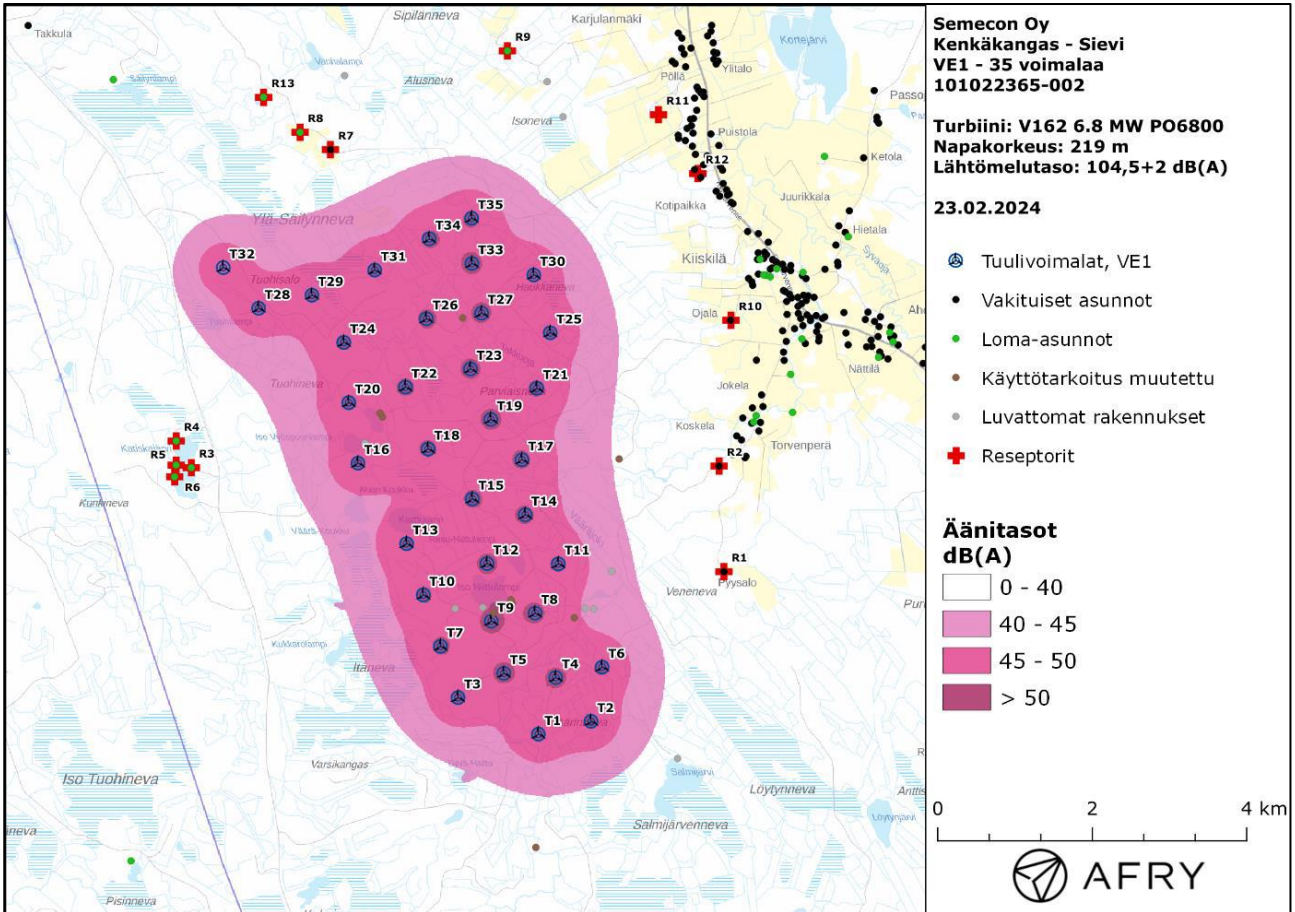 Semecon Oy
Kenkäkangas - Sievi
VE1 - 35 voimalaa
101022365-002
Turbiini: V162 6.8 MW PO6800
Napakorkeus: 219 m
Lähtömelutaso: 104,5+2 dB(A)
23.02.2024
Tuulivoimalat, VE1
Vakituiset asunnot
Loma-asunnot
Käyttötarkoitus muutettu
Luvattomat rakennukset
Reseptorit
Äänitasot
dB(A)
0 - 40
40 - 45
45 - 50
> 50
0
2
4 km
AFRY
Takkula
Sipilänneva
Karjulanmäki
Kortejärvi
R9
Ylitalo
Pöllä
Alusneva
R13
R8
R7
Isoneva
R11
Passo
Puistola
Ketola
R12
Juurikkala
Kotipaikka
Hietala
Ylä-Säilynneva
T35
T34
T33
T32
T31
T30
Kiiskilä
Tuohisalo
T29
T28
T27
T26
T25
R10
Ojala
T24
Nättilä
T23
T22
T21
Jokela
Tuohineva
T20
T19
Koskela
Torvenperä
R4
T18
T17
T16
R5
R3
R6
R2
Kurkineva
T15
T14
T13
T12
T11
R1
Pyysalo
Veneneva
T10
T9
T8
T7
Kukkarolampi
Itäneva
T6
T5
T4
T3
T2
T1
Varsikangas
Iso Tuohineva
Salmijärvi
Löytynneva
Salmijärvenneva
Pisinneva